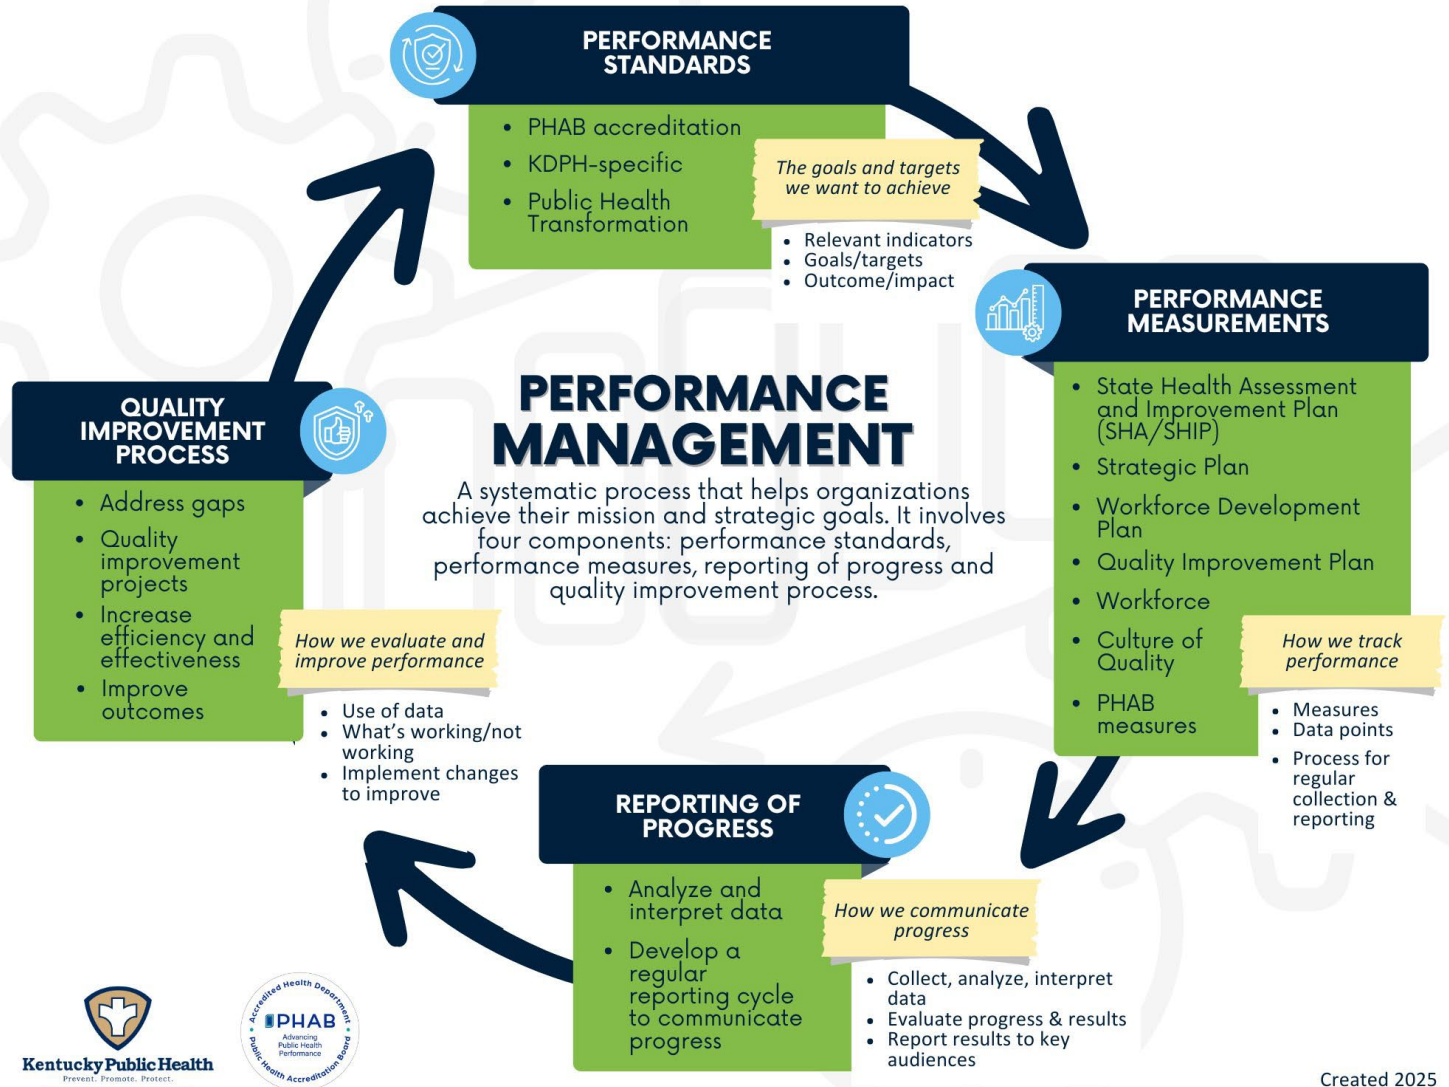 PERFORMANCE
STANDARDS
• PHAB accreditation
• KDPH-specific
• Public Health
Transformation
The goals and targets
we want to achieve
• Relevant indicators
• Goals/targets
• Outcome/impact
PERFORMANCE
MEASUREMENTS
• State Health Assessment
and Improvement Plan
(SHA/SHIP)
• Strategic Plan
• Workforce Development
Plan
• Quality Improvement Plan
• Workforce
• Culture of
Quality
• PHAB
measures
How we track
performance
• Measures
• Data points
• Process for
regular
collection &
reporting
PERFORMANCE
MANAGEMENT
A systematic process that helps organizations
achieve their mission and strategic goals. It involves
four components: performance standards,
performance measures, reporting of progress and
quality improvement process.
QUALITY
IMPROVEMENT
PROCESS
• Address gaps
• Quality
improvement
projects
• Increase
efficiency and
effectiveness
• Improve
outcomes
How we evaluate and
improve performance
• Use of data
• What's working/not
working
• Implement changes
to improve
REPORTING OF
PROGRESS
• Analyze and
interpret data
• Develop a
regular
reporting cycle
to communicate
progress
How we communicate
progress
• Collect, analyze, interpret
data
• Evaluate progress & results
• Report results to key
audiences
Kentucky Public Health
Prevent. Promote. Protect.
Accredited Health Department
PHAB
Advancing
Public Health
Performance
Public Health Accreditation Board
Created 2025